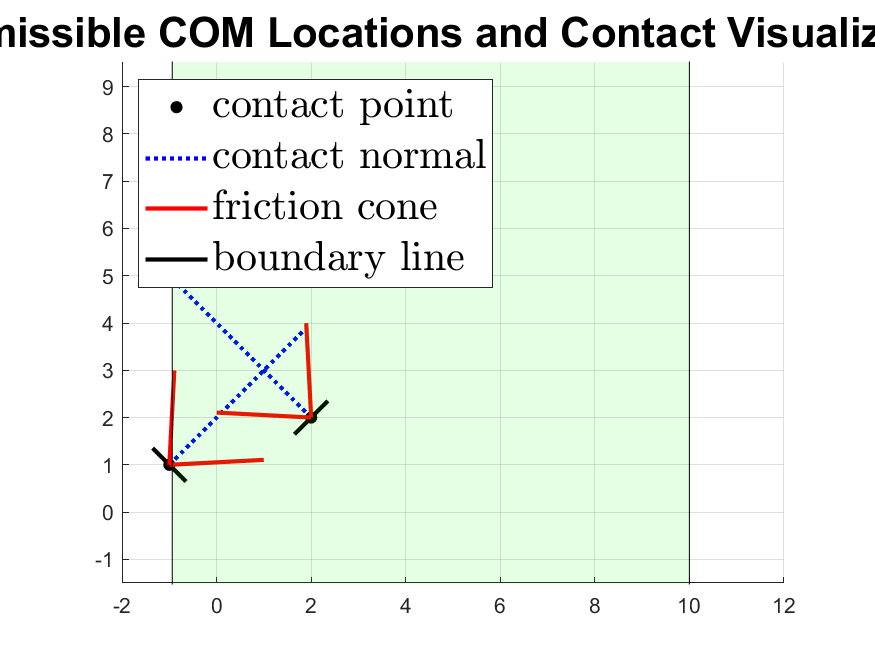 missible COM Locations and Contact Visualiz
contact point
contact normal
friction cone
boundary line
9
8
7
6
5
4
3
2
1
0
-1
-2 0 2 4 6 8 10 12